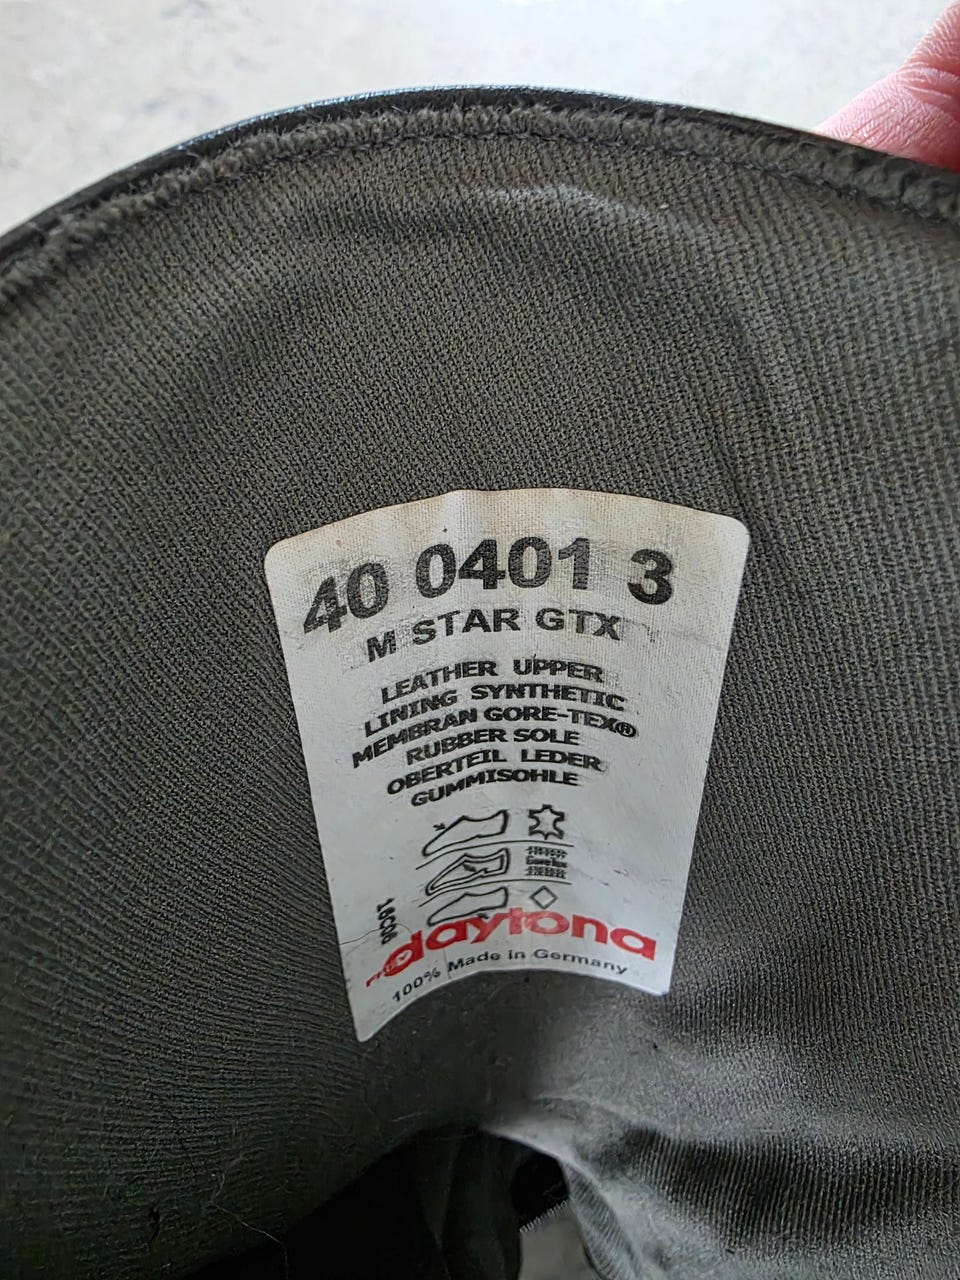 40 0401 3
M STAR GTX
LEATHER UPPER
LINING SYNTHETIC
MEMBRAN GORE-TEX®
RUBBER SOLE
OBERTEIL LEDER
GUMMISOHLE
GoreTex
daytona
100% Made in Germany